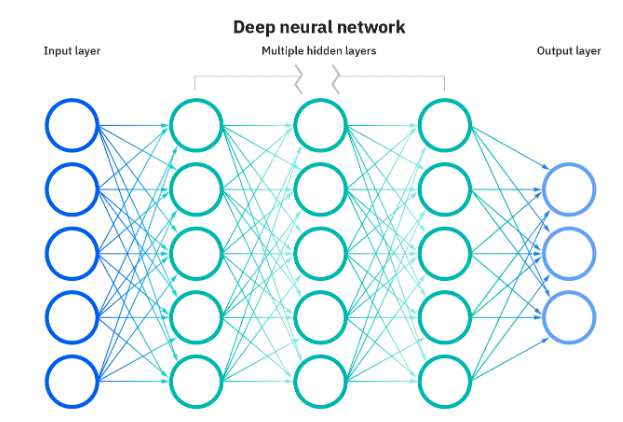 Deep neural network
Input layer
Multiple hidden layers
Output layer